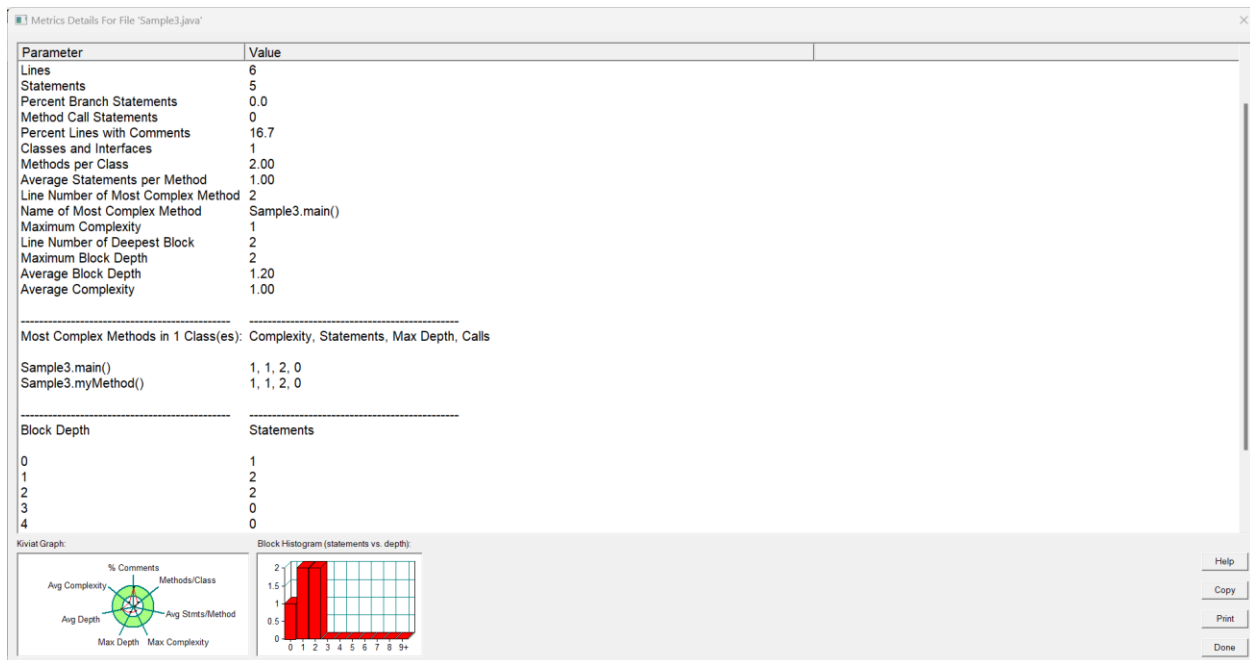 Metrics Details For File 'Sample3.java'
Parameter Value
Lines 6
Statements 5
Percent Branch Statements 0.0
Method Call Statements 0
Percent Lines with Comments 16.7
Classes and Interfaces 1
Methods per Class 2.00
Average Statements per Method 1.00
Line Number of Most Complex Method 2
Name of Most Complex Method Sample3.main()
Maximum Complexity 1
Line Number of Deepest Block 2
Maximum Block Depth 2
Average Block Depth 1.20
Average Complexity 1.00
Most Complex Methods in 1 Class(es): Complexity, Statements, Max Depth, Calls
Sample3.main() 1, 1, 2, 0
Sample3.myMethod() 1, 1, 2, 0
Block Depth Statements
0 1
1 2
2 2
3 0
4 0
Kiviat Graph: Block Histogram (statements vs. depth):
% Comments
Methods/Class
Avg Complexity
Avg Stmts/Method
Avg Depth
Max Depth Max Complexity
2
1.5
1
0.5
0
0 1 2 3 4 5 6 7 8 9+
Help
Copy
Print
Done